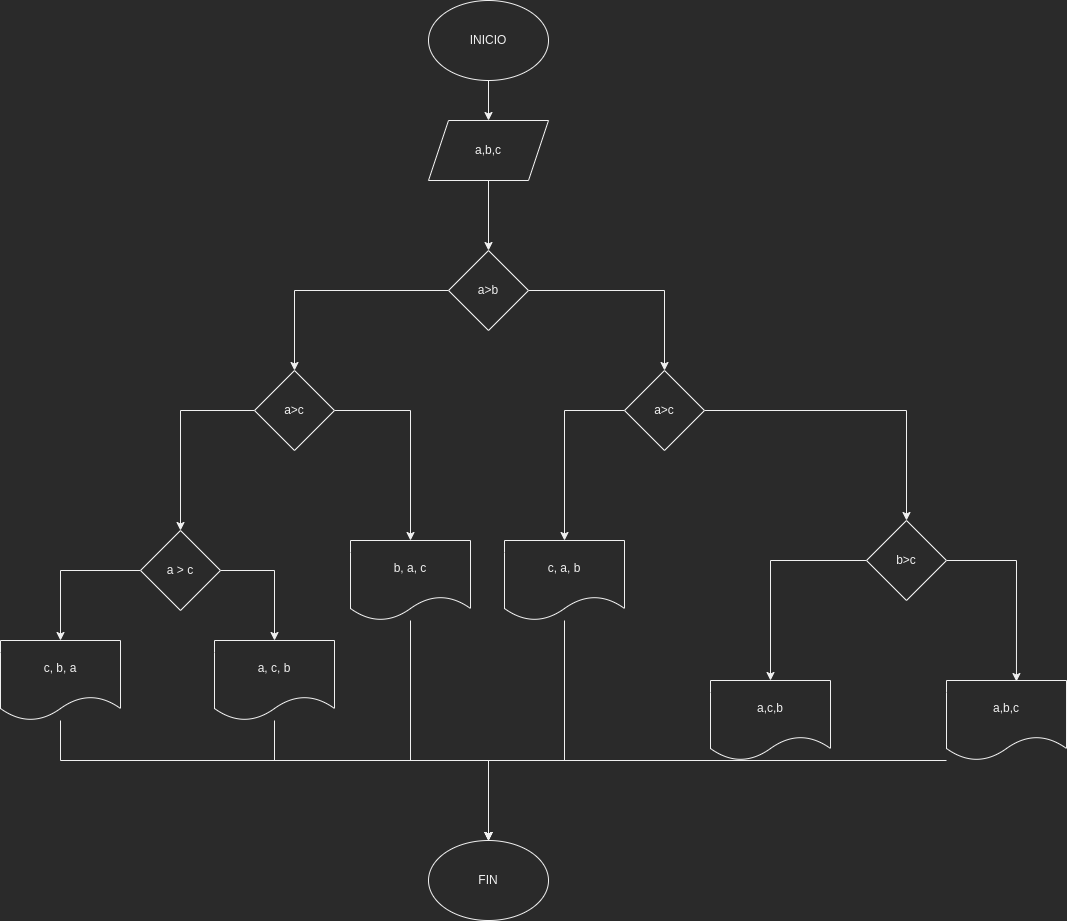 INICIO
a,b,c
a>b
a>c
a>c
a > c
b, a, c
c, a, b
b>c
c, b, a
a, c, b
a,c,b
a,b,c
FIN